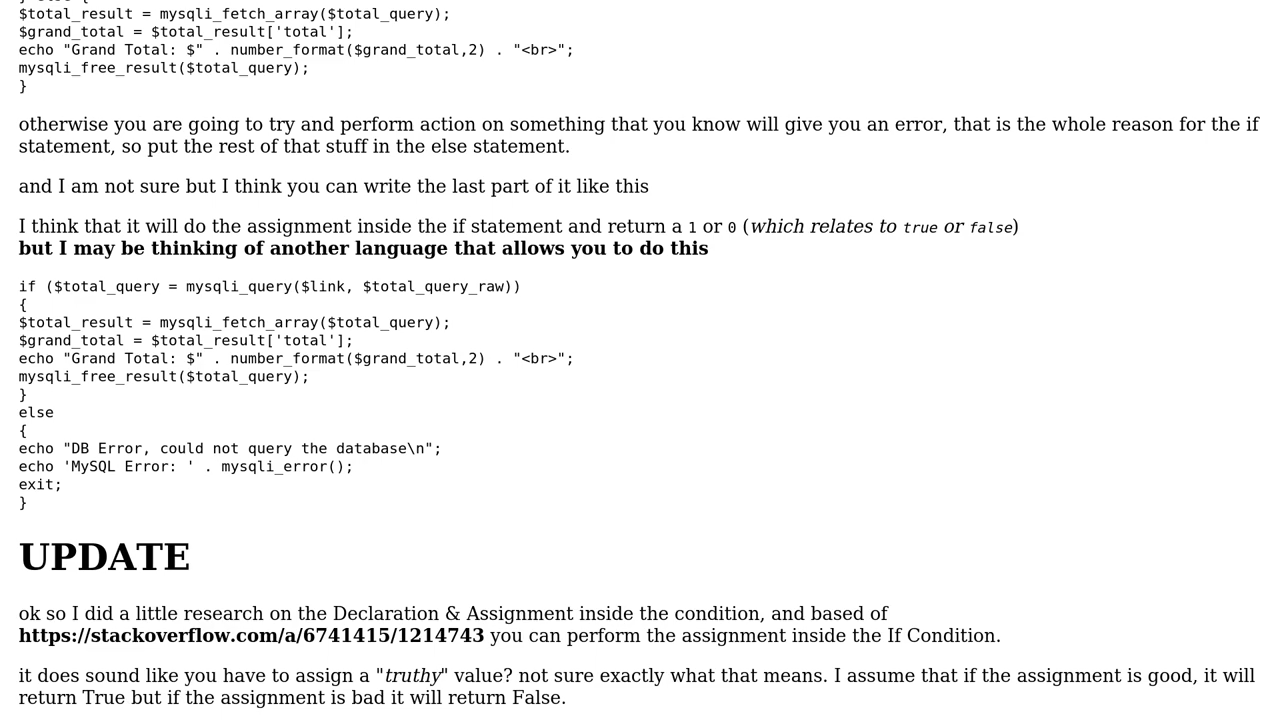 $total_result = mysqli_fetch_array($total_query);
$grand_total = $total_result['total'];
echo "Grand Total: $" . number_format($grand_total,2) . "<br>";
mysqli_free_result($total_query);
}
otherwise you are going to try and perform action on something that you know will give you an error, that is the whole reason for the if
statement, so put the rest of that stuff in the else statement.
and I am not sure but I think you can write the last part of it like this
I think that it will do the assignment inside the if statement and return a 1 or 0 (which relates to true or false)
but I may be thinking of another language that allows you to do this
if ($total_query = mysqli_query($link, $total_query_raw))
{
$total_result = mysqli_fetch_array($total_query);
$grand_total = $total_result['total'];
echo "Grand Total: $" . number_format($grand_total,2) . "<br>";
mysqli_free_result($total_query);
}
else
{
echo "DB Error, could not query the database\n";
echo 'MySQL Error: ' . mysqli_error();
exit;
}
UPDATE
ok so I did a little research on the Declaration & Assignment inside the condition, and based of
https://stackoverflow.com/a/6741415/1214743 you can perform the assignment inside the If Condition.
it does sound like you have to assign a "truthy" value? not sure exactly what that means. I assume that if the assignment is good, it will
return True but if the assignment is bad it will return False.